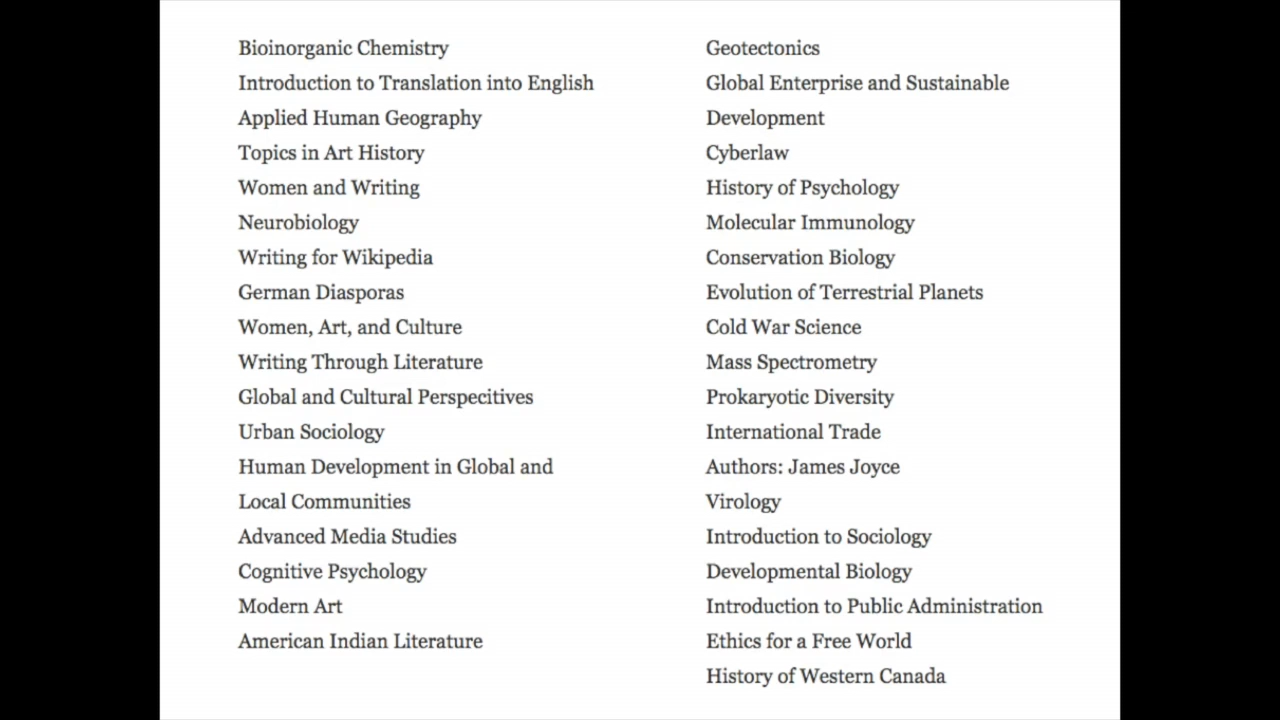 Bioinorganic Chemistry
Introduction to Translation into English
Applied Human Geography
Topics in Art History
Women and Writing
Neurobiology
Writing for Wikipedia
German Diasporas
Women, Art, and Culture
Writing Through Literature
Global and Cultural Perspecitives
Urban Sociology
Human Development in Global and
Local Communities
Advanced Media Studies
Cognitive Psychology
Modern Art
American Indian Literature
Geotectonics
Global Enterprise and Sustainable
Development
Cyberlaw
History of Psychology
Molecular Immunology
Conservation Biology
Evolution of Terrestrial Planets
Cold War Science
Mass Spectrometry
Prokaryotic Diversity
International Trade
Authors: James Joyce
Virology
Introduction to Sociology
Developmental Biology
Introduction to Public Administration
Ethics for a Free World
History of Western Canada